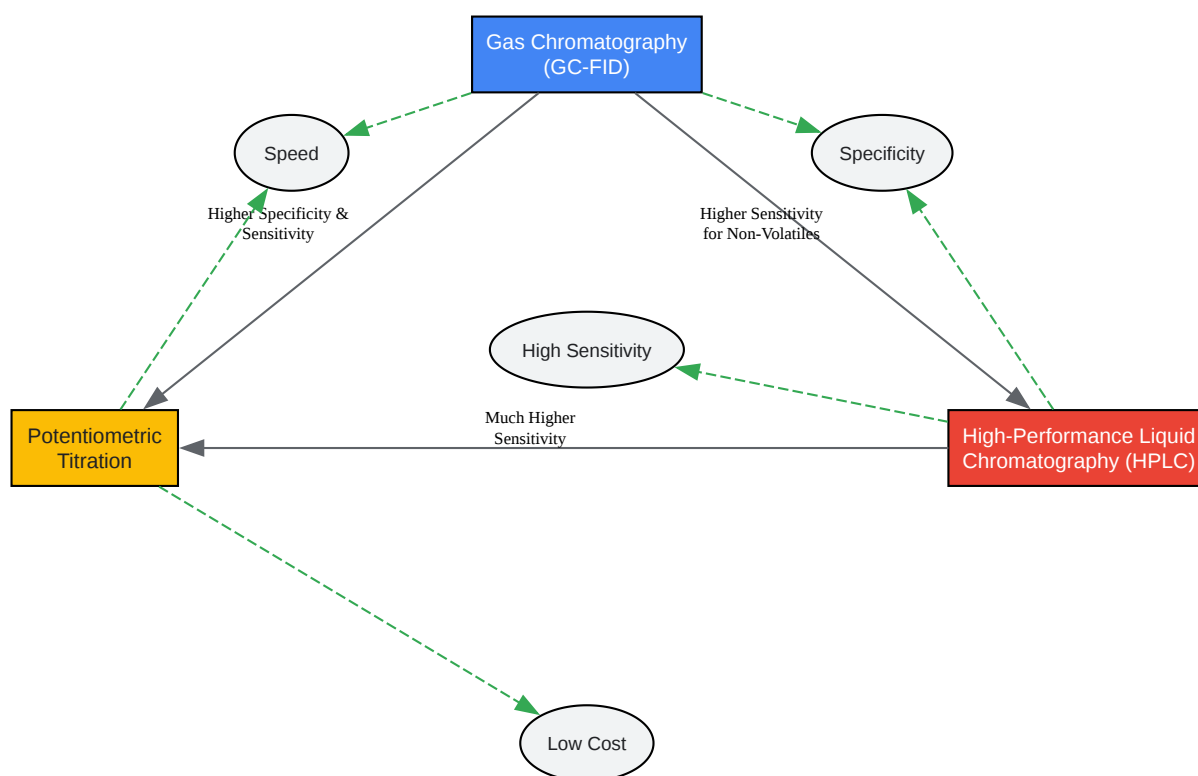 Gas Chromatography
(GC-FID)
Speed
Specificity
Higher Specificity &
Sensitivity
Higher Sensitivity
for Non-Volatiles
High Sensitivity
Much Higher
Sensitivity
Potentiometric
Titration
High-Performance Liquid
Chromatography (HPLC)
Low Cost